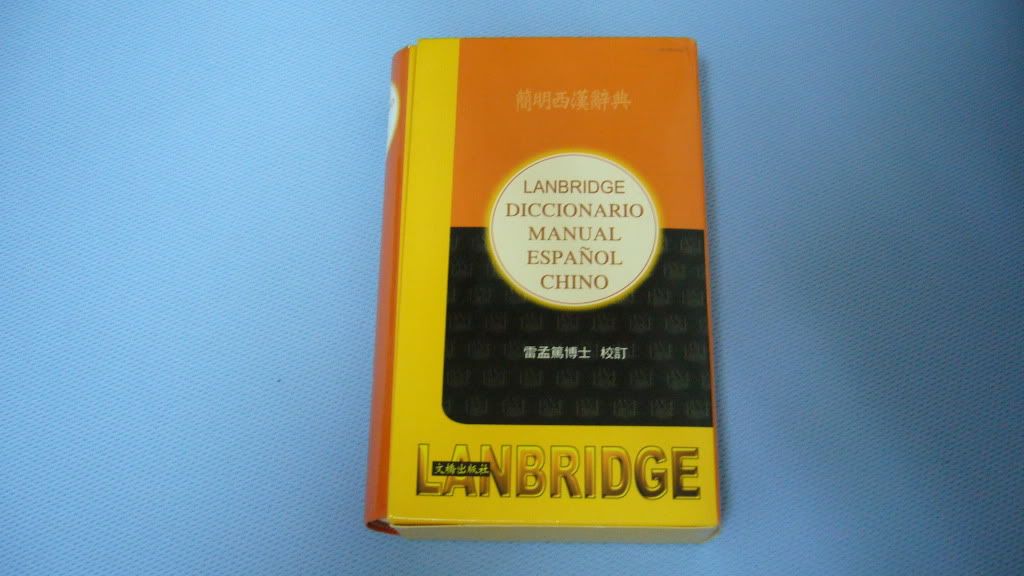 簡明西漢辭典
LANBRIDGE
DICCIONARIO
MANUAL
ESPAÑOL
CHINO
雷孟篤博士 校訂
LANBRIDGE
文橋出版社